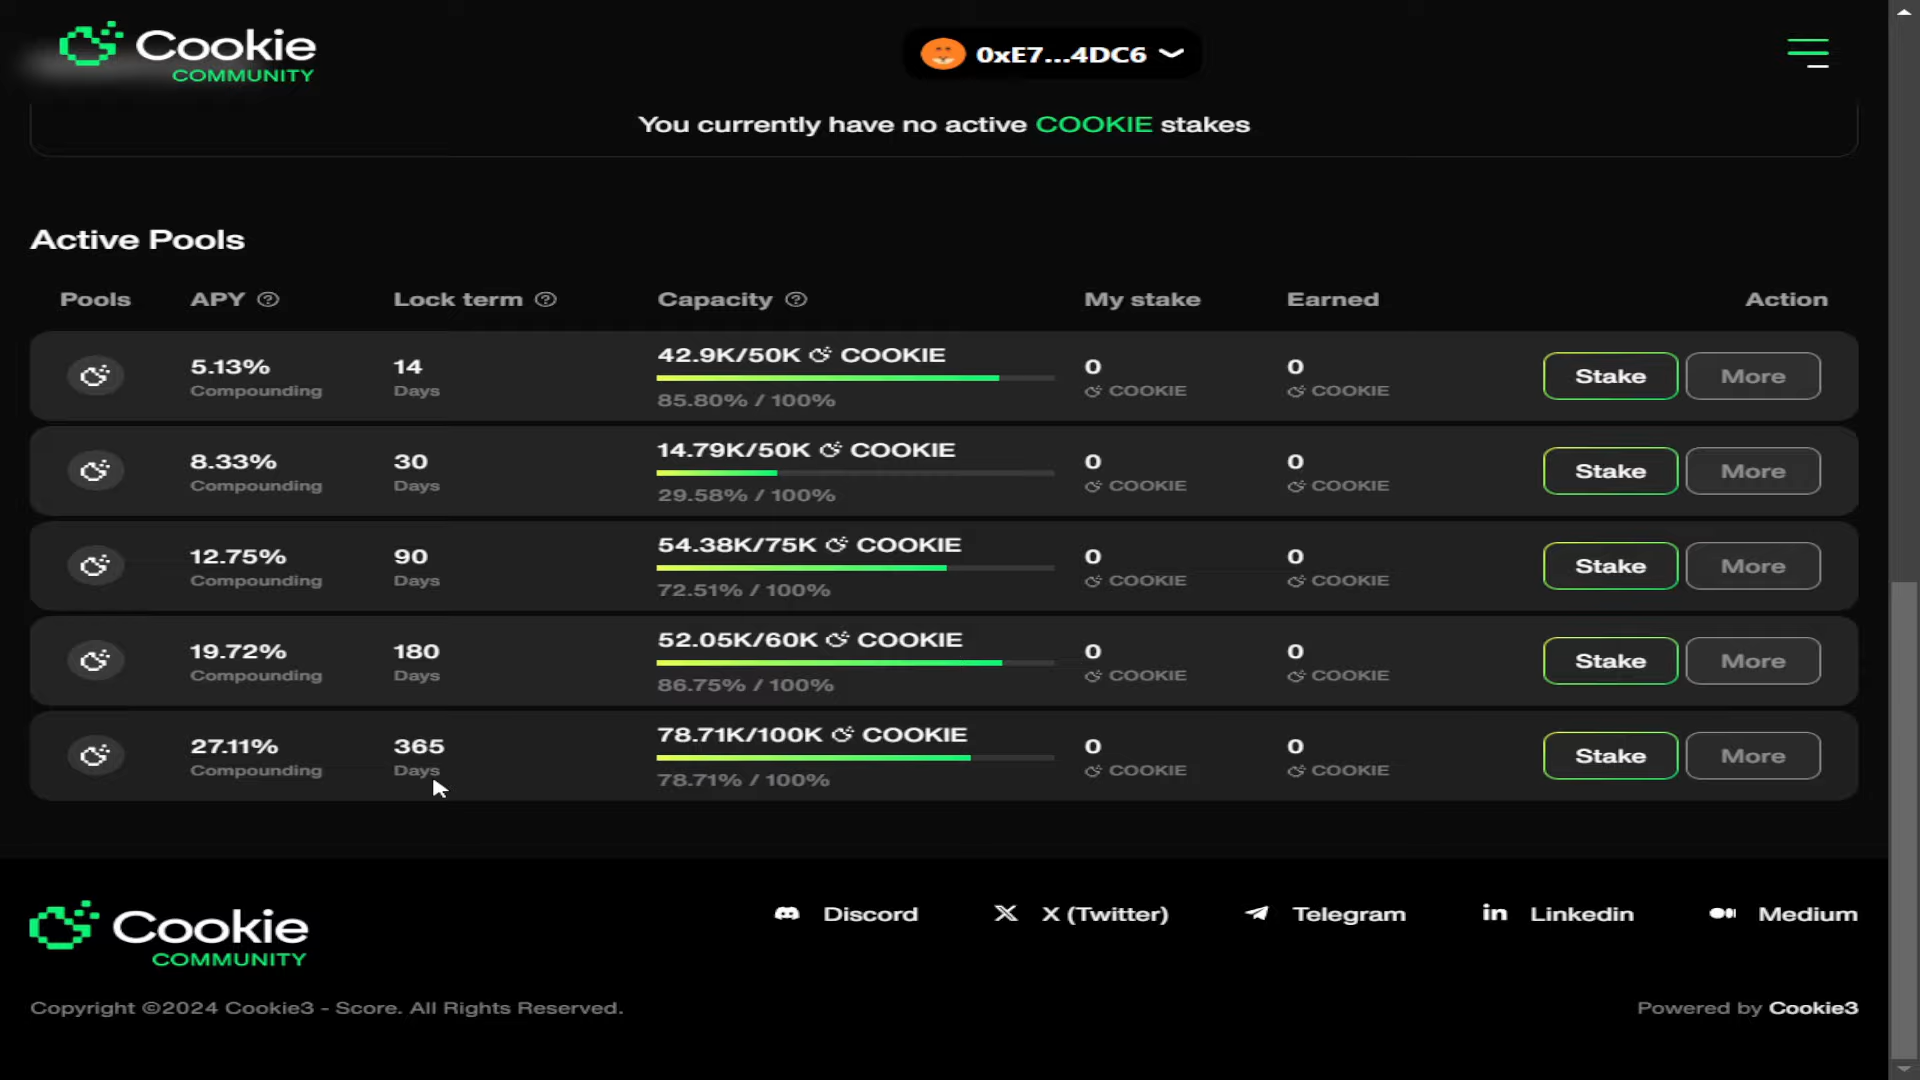 Cookie
COMMUNITY
0xE7...4DC6
You currently have no active COOKIE stakes
Active Pools
Pools APY Lock term Capacity My stake Earned Action
5.13% 14 42.9K/50K COOKIE 0 0 Stake More
Compounding Days 85.80% / 100% COOKIE COOKIE
8.33% 30 14.79K/50K COOKIE 0 0 Stake More
Compounding Days 29.58% / 100% COOKIE COOKIE
12.75% 90 54.38K/75K COOKIE 0 0 Stake More
Compounding Days 72.51% / 100% COOKIE COOKIE
19.72% 180 52.05K/60K COOKIE 0 0 Stake More
Compounding Days 86.75% / 100% COOKIE COOKIE
27.11% 365 78.71K/100K COOKIE 0 0 Stake More
Compounding Days 78.71% / 100% COOKIE COOKIE
Cookie
COMMUNITY
Discord X (Twitter) Telegram Linkedin Medium
Copyright ©2024 Cookie3 - Score. All Rights Reserved. Powered by Cookie3